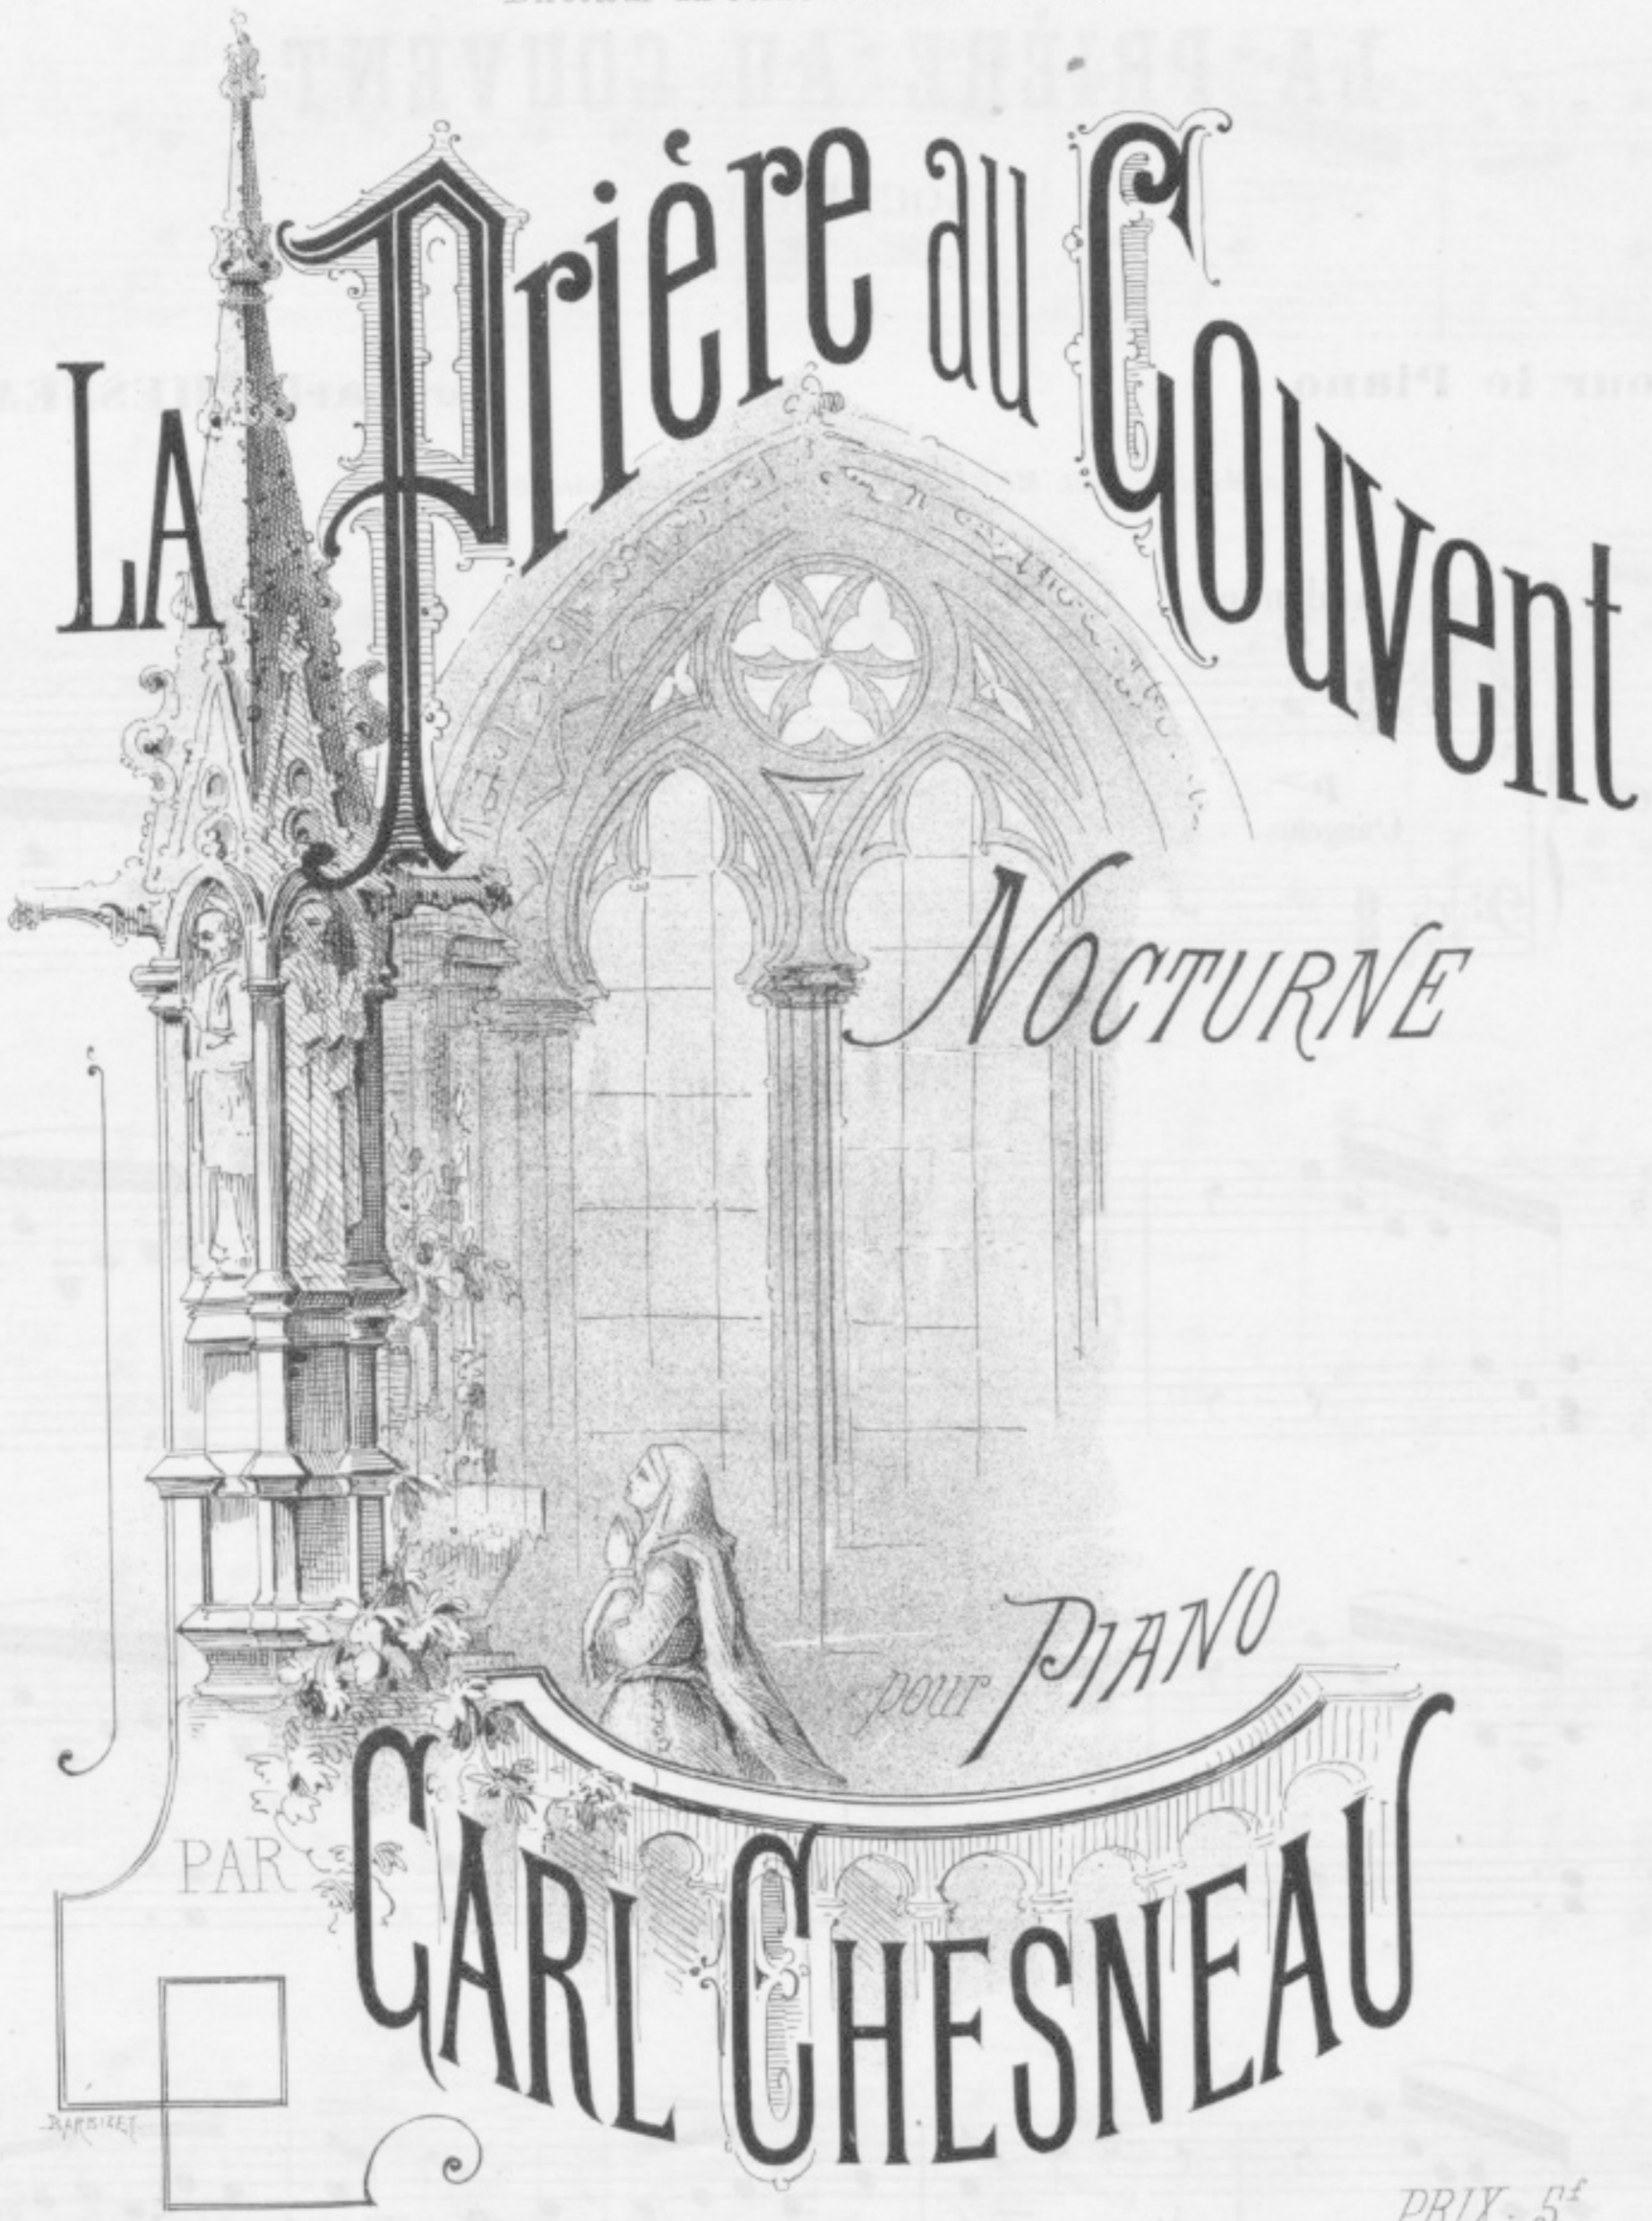 LA Prière au Couvent
NOCTURNE
pour PIANO
PAR
CARL CHESNEAU
BARBIZET
PRIX: 5f